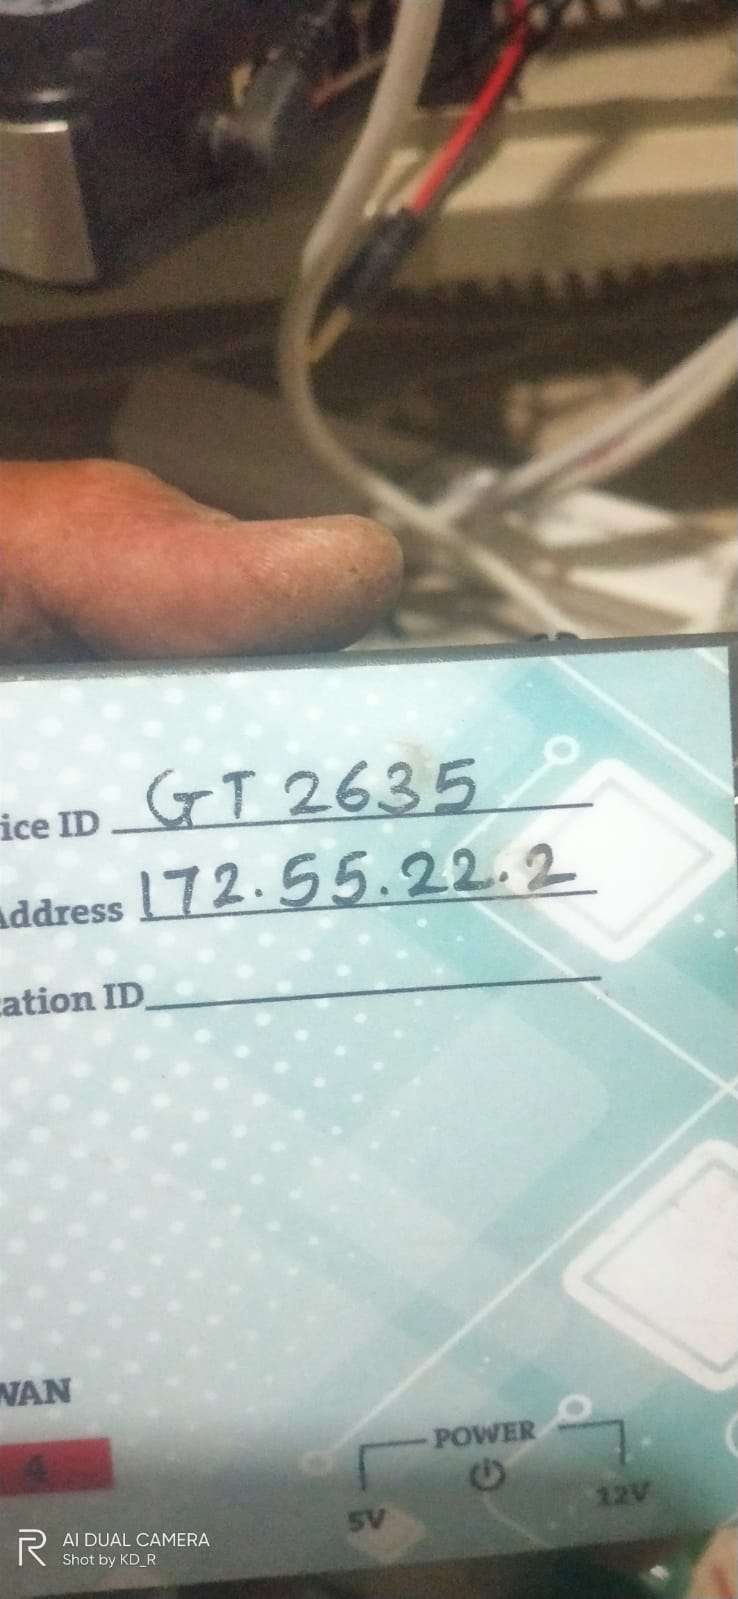 ice ID GT 2635
Address 172.55.22.2
ation ID
WAN
4
POWER
5V 12V
AI DUAL CAMERA
Shot by KD_R